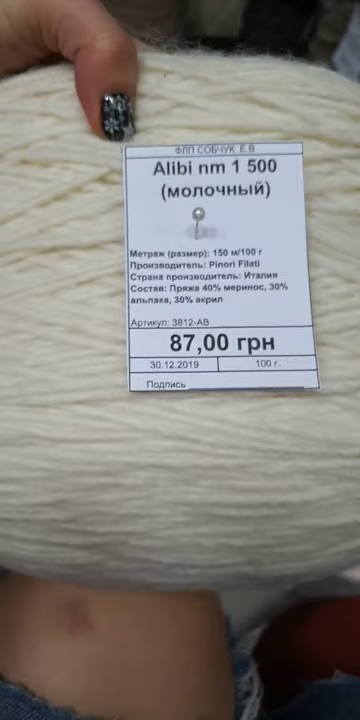 ФЛП СОБЧУК Е.В
Alibi nm 1 500
(молочный)
Метраж (размер): 150 м/100 г
Производитель: Pinori Filati
Страна производитель: Италия
Состав: Пряжа 40% меринос, 30%
альпака, 30% акрил
Артикул: 3812-АВ
87,00 грн
30.12.2019 100 г.
Подпись